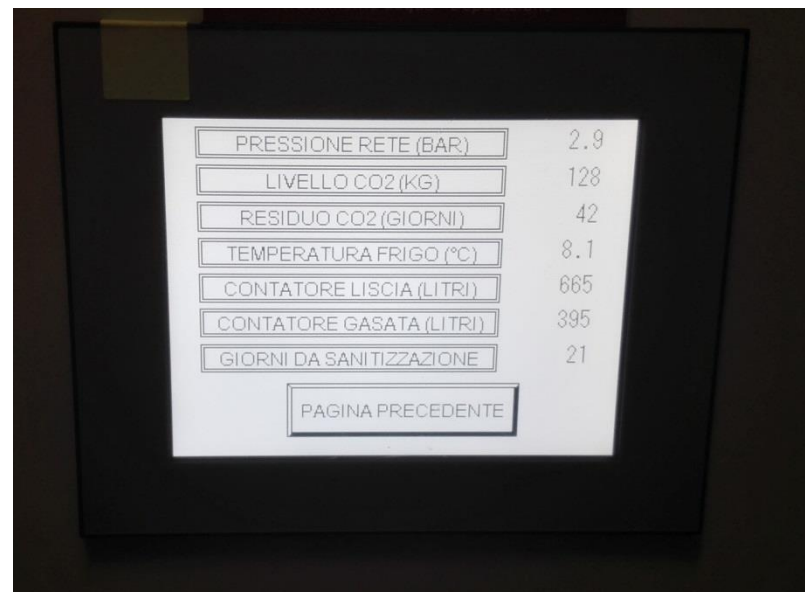 PRESSIONE RETE (BAR) 2.9
LIVELLO CO2 (KG) 128
RESIDUO CO2 (GIORNI) 42
TEMPERATURA FRIGO (°C) 8.1
CONTATORE LISCIA (LITRI) 665
CONTATORE GASATA (LITRI) 395
GIORNI DA SANITIZZAZIONE 21
PAGINA PRECEDENTE